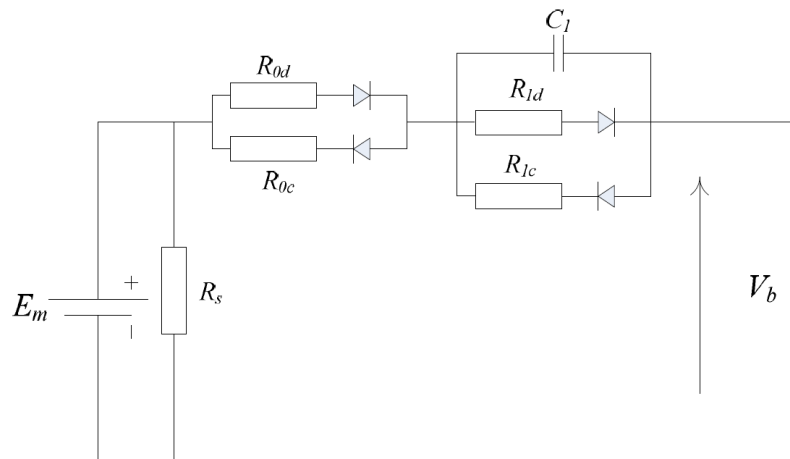 C1
R0d
R1d
R0c
R1c
+
Em
Rs
Vb
−